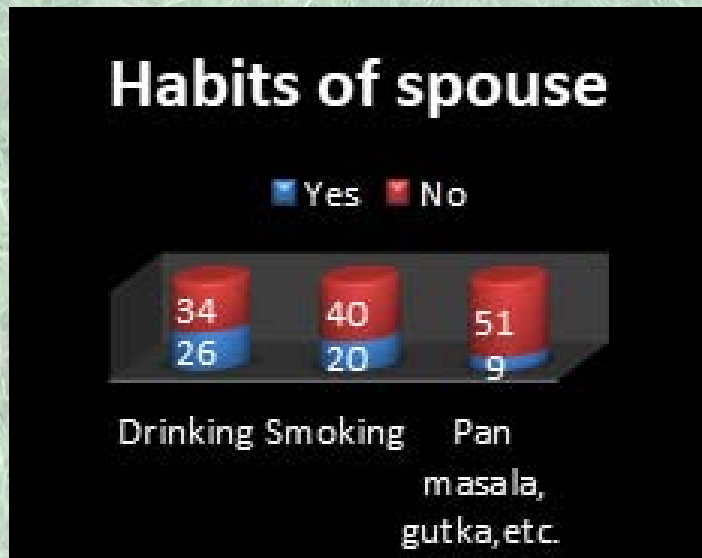 Habits of spouse
Yes No
34 40 51
26 20 9
Drinking Smoking Pan
masala,
gutka,etc.